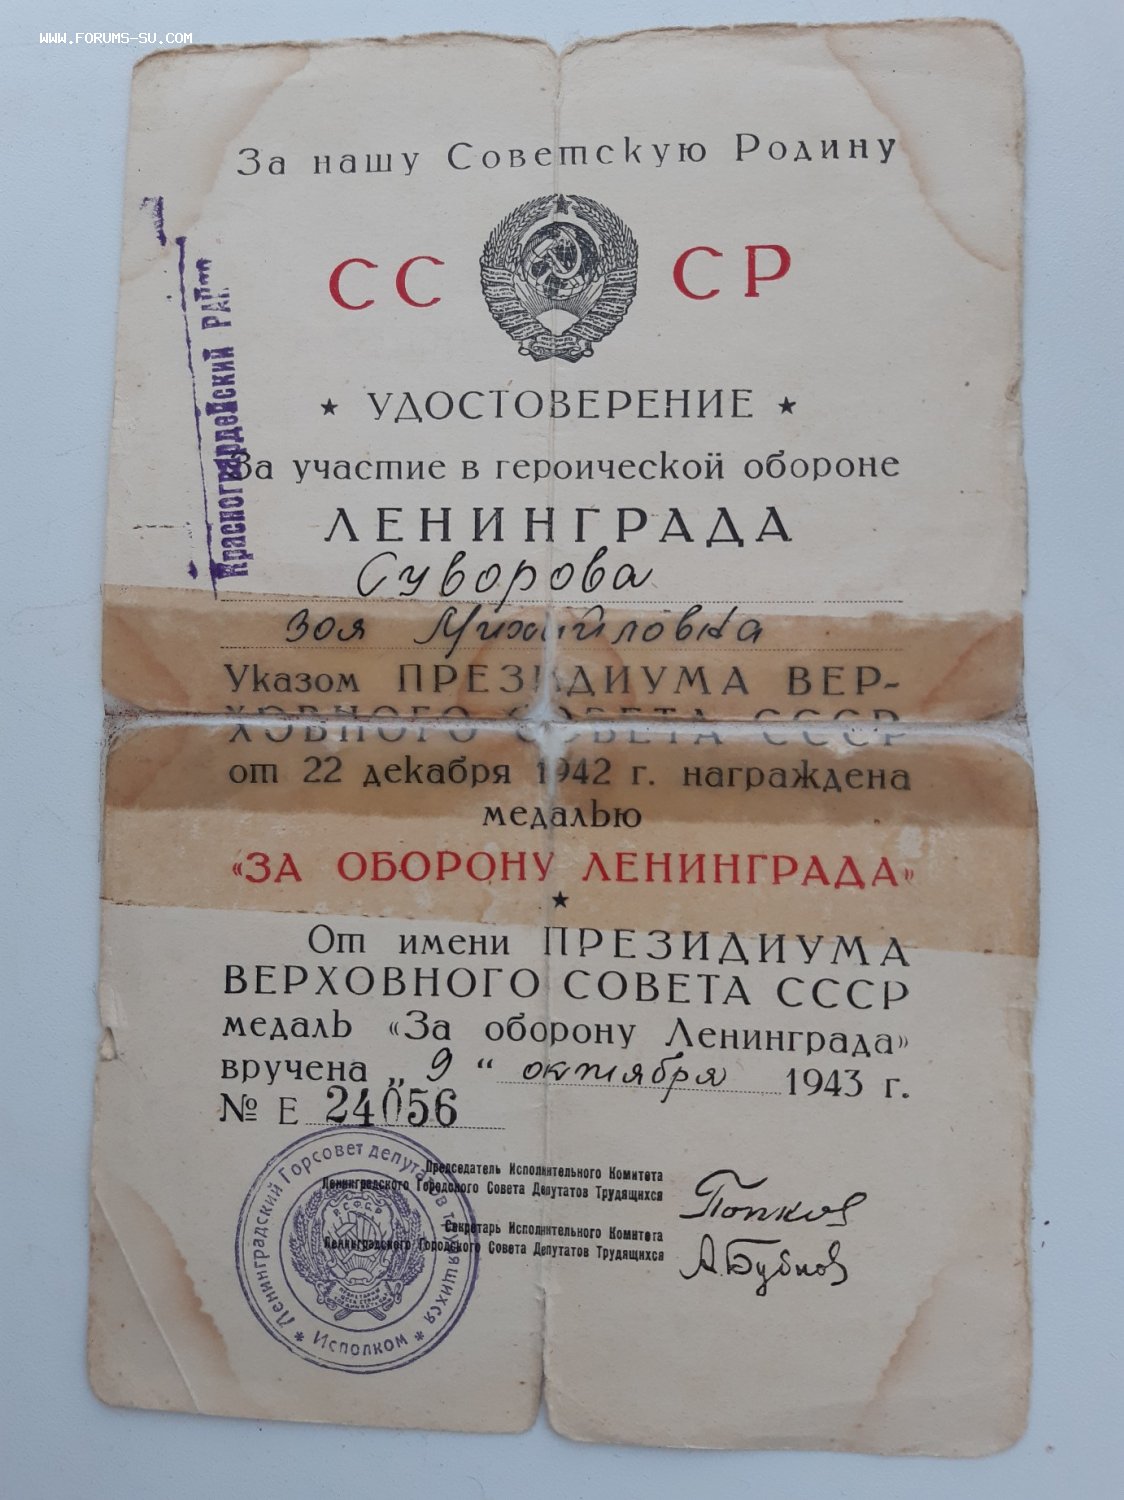 WWW.FORUMS-SU.COM
За нашу Советскую Родину
СС СР
Красногвардейский
★ УДОСТОВЕРЕНИЕ ★
За участие в героической обороне
ЛЕНИНГРАДА
Суворова
Зоя Михайловна
Указом ПРЕЗИДИУМА ВЕР-
ХОВНОГО СОВЕТА СССР
от 22 декабря 1942 г. награждена
медалью
«ЗА ОБОРОНУ ЛЕНИНГРАДА»
★
От имени ПРЕЗИДИУМА
ВЕРХОВНОГО СОВЕТА СССР
медаль «За оборону Ленинграда»
вручена „ 9 “ октября 1943 г.
№ Е 24056
Председатель Исполнительного Комитета
Ленинградского Городского Совета Депутатов Трудящихся
Попков
Секретарь Исполнительного Комитета
Ленинградского Городского Совета Депутатов Трудящихся
А.Бубнов
Ленинградский Горсовет депутатов трудящихся
* Исполком *
Р.С.Ф.С.Р.